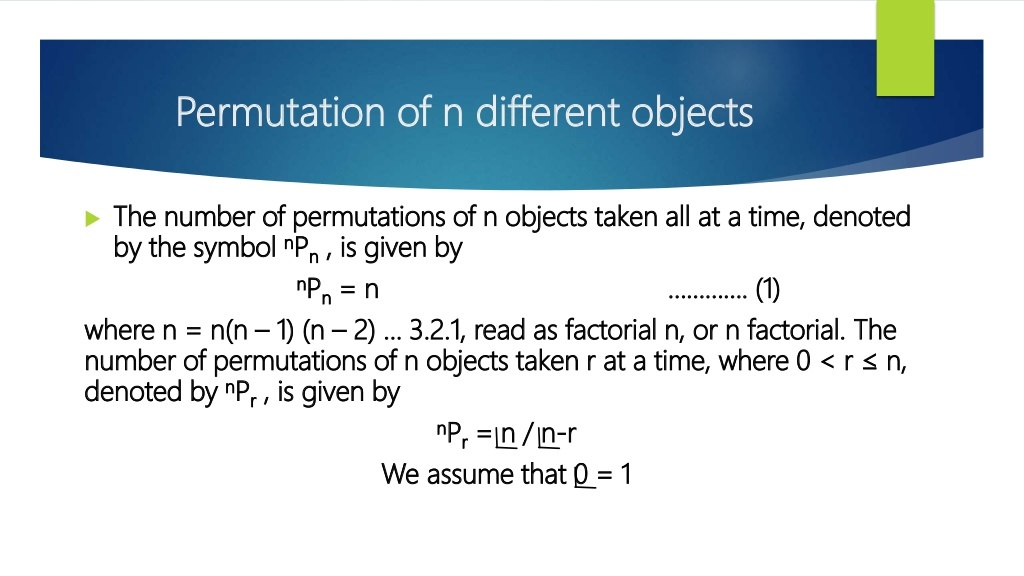 Permutation of n different objects
The number of permutations of n objects taken all at a time, denoted
by the symbol ⁿPₙ , is given by
ⁿPₙ = n ............. (1)
where n = n(n – 1) (n – 2) ... 3.2.1, read as factorial n, or n factorial. The
number of permutations of n objects taken r at a time, where 0 < r ≤ n,
denoted by ⁿPᵣ , is given by
ⁿPᵣ =|n̲ / |n̲-r
We assume that |0̲ = 1